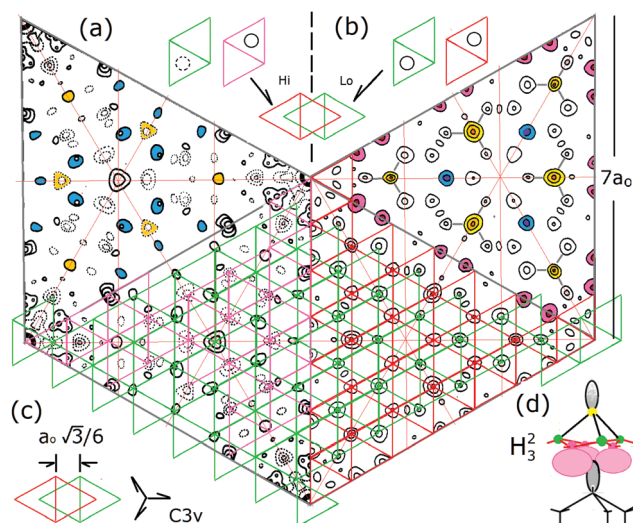 (a)
(b)
Hi
Lo
7a₀
(c)
a₀ √3/6
C3v
(d)
H₃²